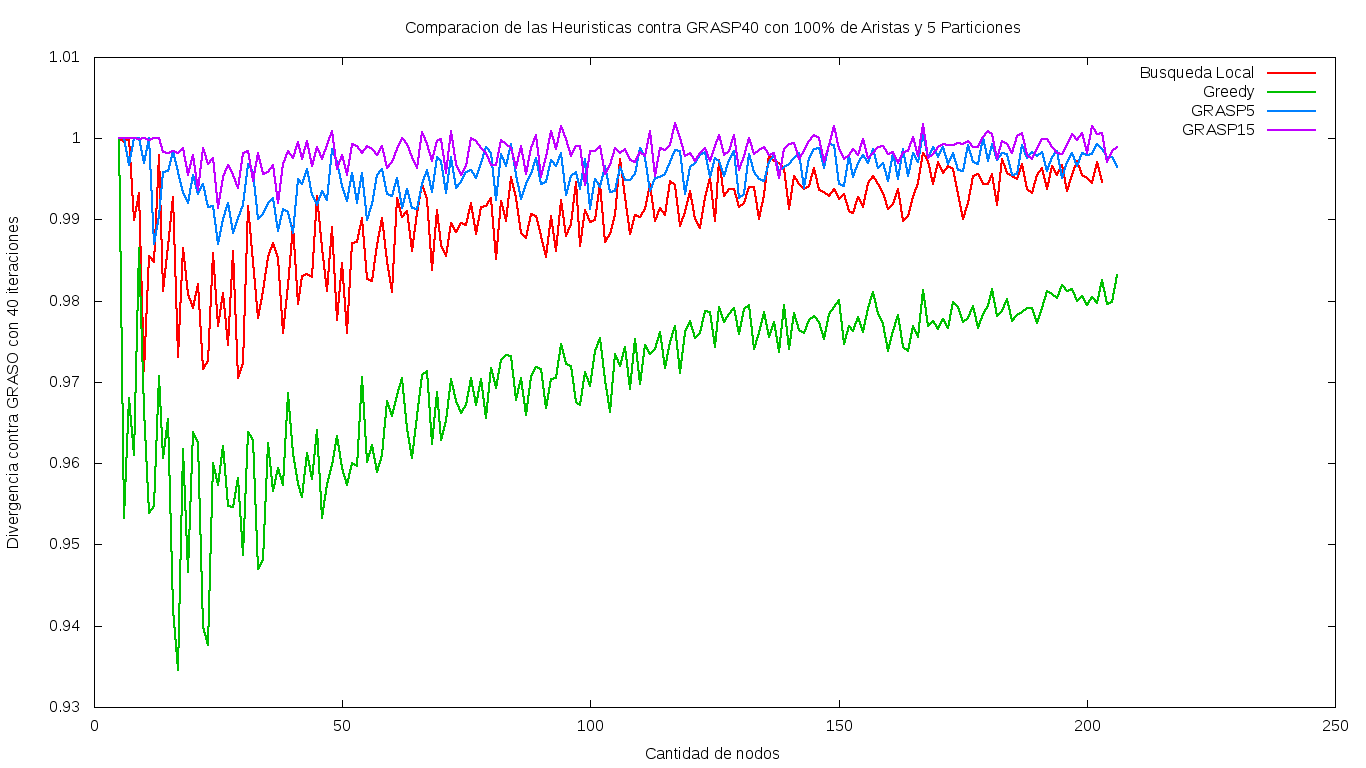 Comparacion de las Heuristicas contra GRASP40 con 100% de Aristas y 5 Particiones
1.01
1
0.99
0.98
0.97
0.96
0.95
0.94
0.93
Divergencia contra GRASO con 40 iteraciones
Busqueda Local
Greedy
GRASP5
GRASP15
0 50 100 150 200 250
Cantidad de nodos